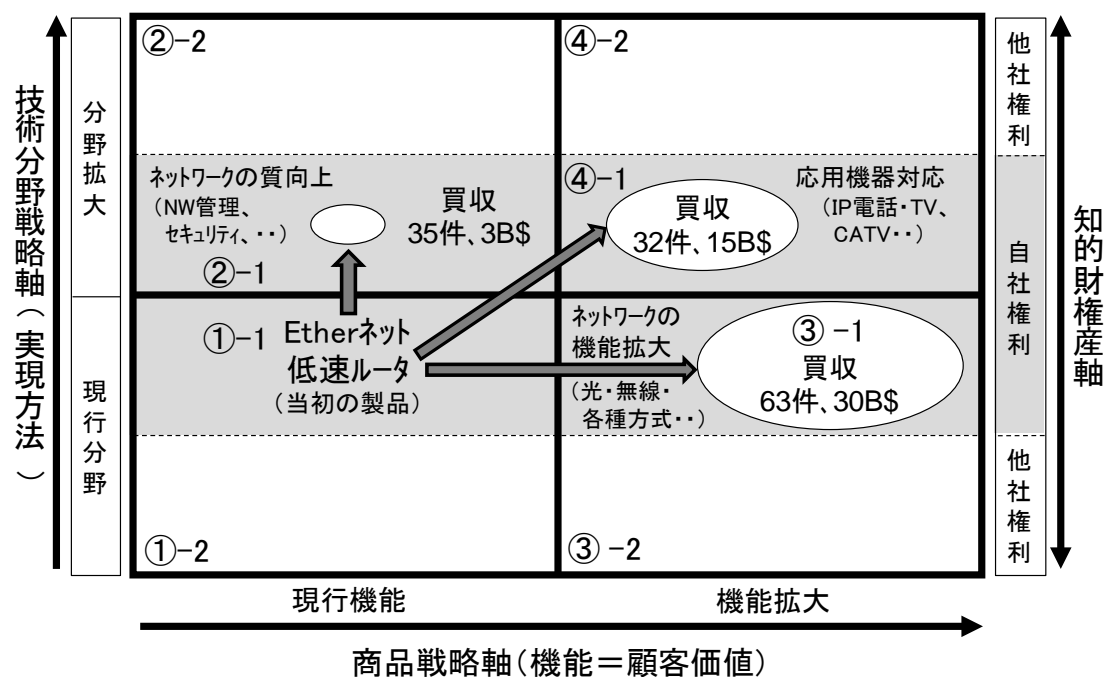 技術分野戦略軸(実現方法)
分野拡大
現行分野
②-2
④-2
ネットワークの質向上
(NW管理、
セキュリティ、・・)
買収
35件、3B$
②-1
④-1
買収
32件、15B$
応用機器対応
(IP電話・TV、
CATV・・)
①-1
Etherネット
低速ルータ
(当初の製品)
ネットワークの
機能拡大
(光・無線・
各種方式・・)
③ -1
買収
63件、30B$
①-2
③ -2
他社権利
自社権利
他社権利
知的財権産軸
現行機能
機能拡大
商品戦略軸(機能=顧客価値)